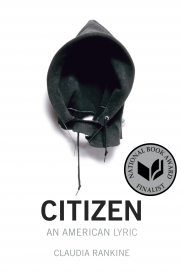 NATIONAL BOOK AWARD
FINALIST
CITIZEN
AN AMERICAN LYRIC
CLAUDIA RANKINE